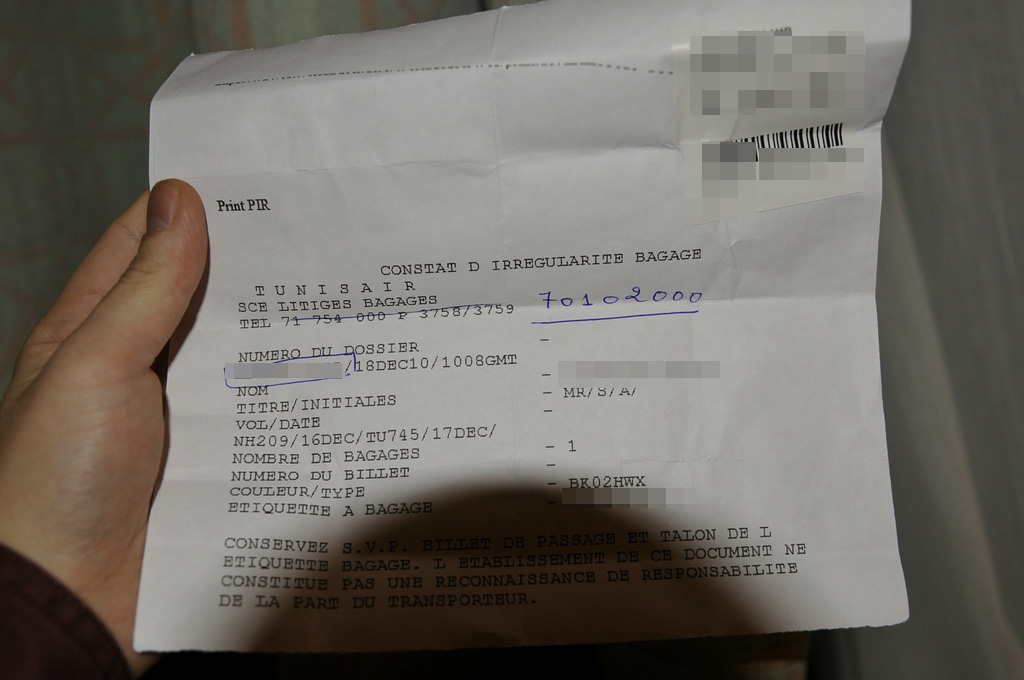 Print PIR
CONSTAT D IRREGULARITE BAGAGE
T U N I S A I R
SCE LITIGES BAGAGES
TEL 71 754 000 P 3758/3759 70102000
NUMERO DU DOSSIER -
/18DEC10/1008GMT
NOM -
TITRE/INITIALES - MR/S/A/
VOL/DATE -
NH209/16DEC/TU745/17DEC/
NOMBRE DE BAGAGES - 1
NUMERO DU BILLET -
COULEUR/TYPE - BK02HWX
ETIQUETTE A BAGAGE -
CONSERVEZ S.V.P. BILLET DE PASSAGE ET TALON DE L
ETIQUETTE BAGAGE. L ETABLISSEMENT DE CE DOCUMENT NE
CONSTITUE PAS UNE RECONNAISSANCE DE RESPONSABILITE
DE LA PART DU TRANSPORTEUR.